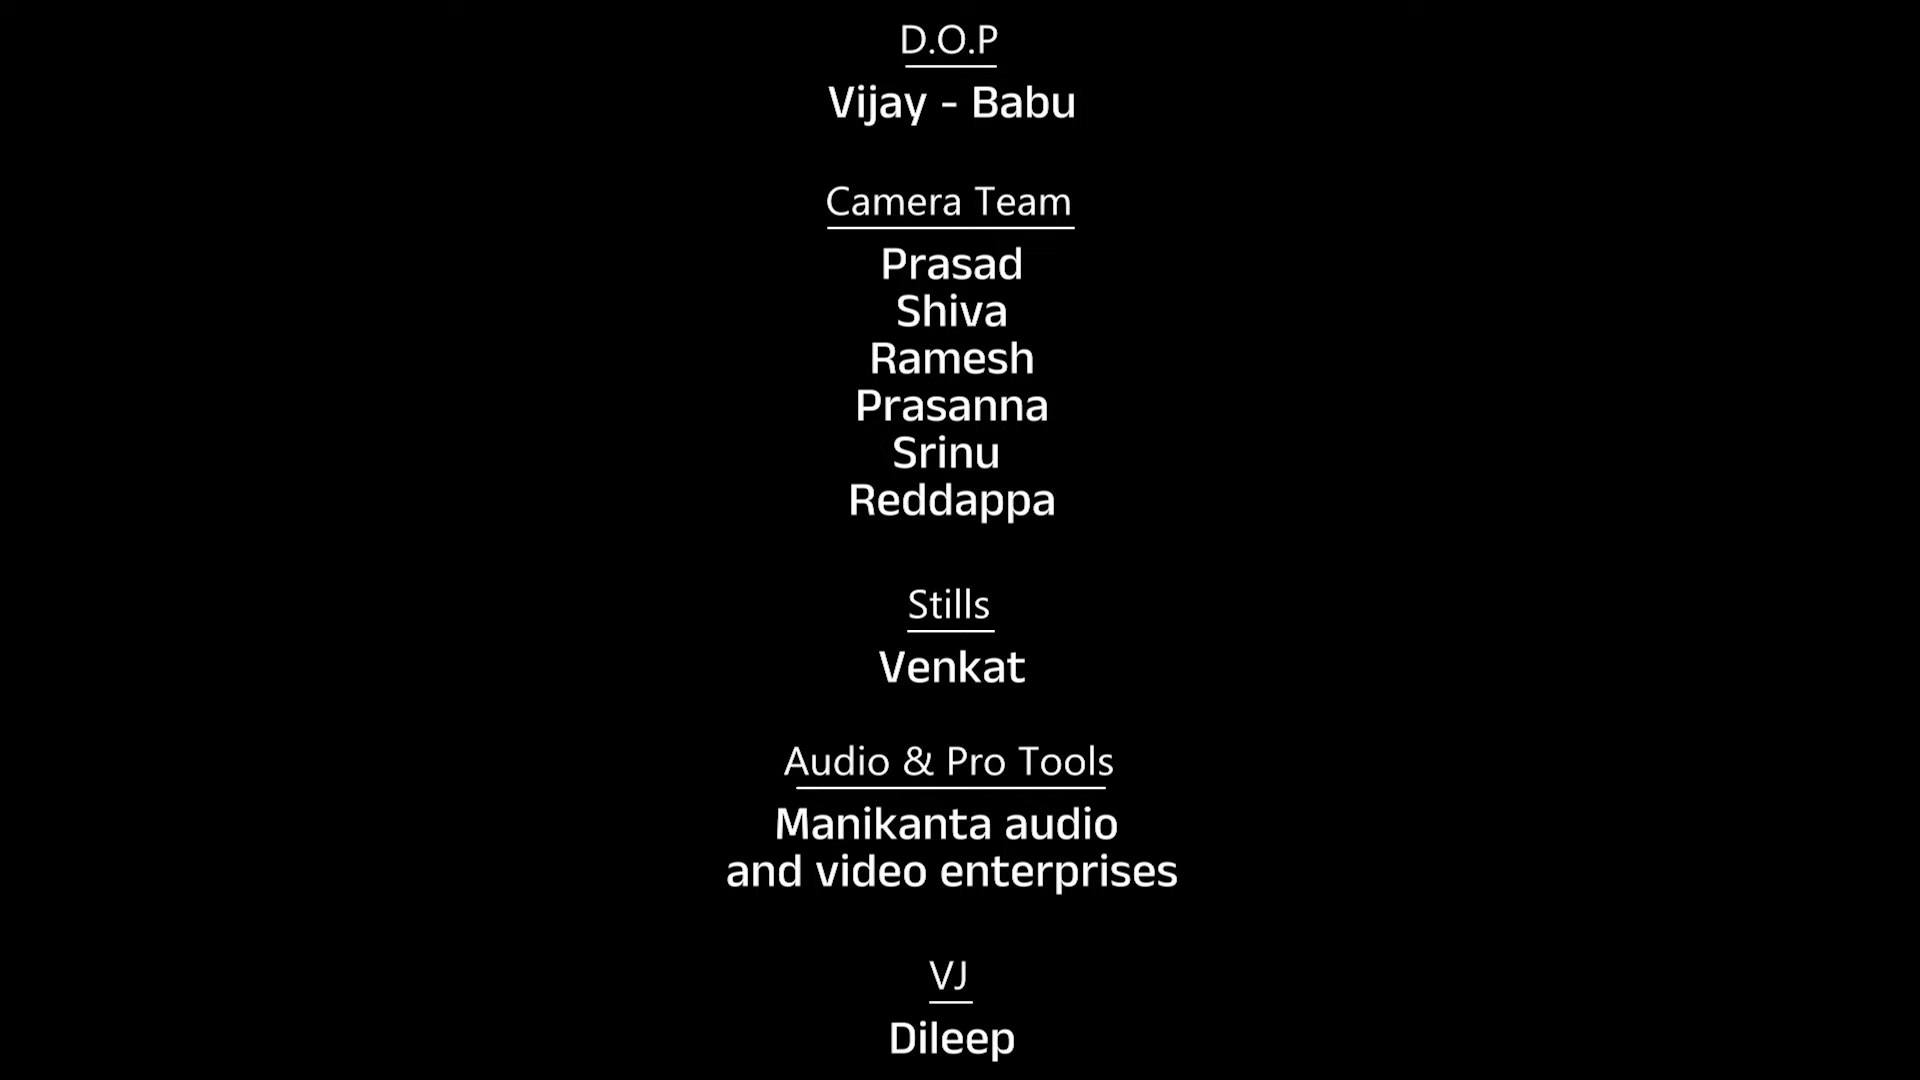 D.O.P
Vijay - Babu
Camera Team
Prasad
Shiva
Ramesh
Prasanna
Srinu
Reddappa
Stills
Venkat
Audio & Pro Tools
Manikanta audio
and video enterprises
VJ
Dileep